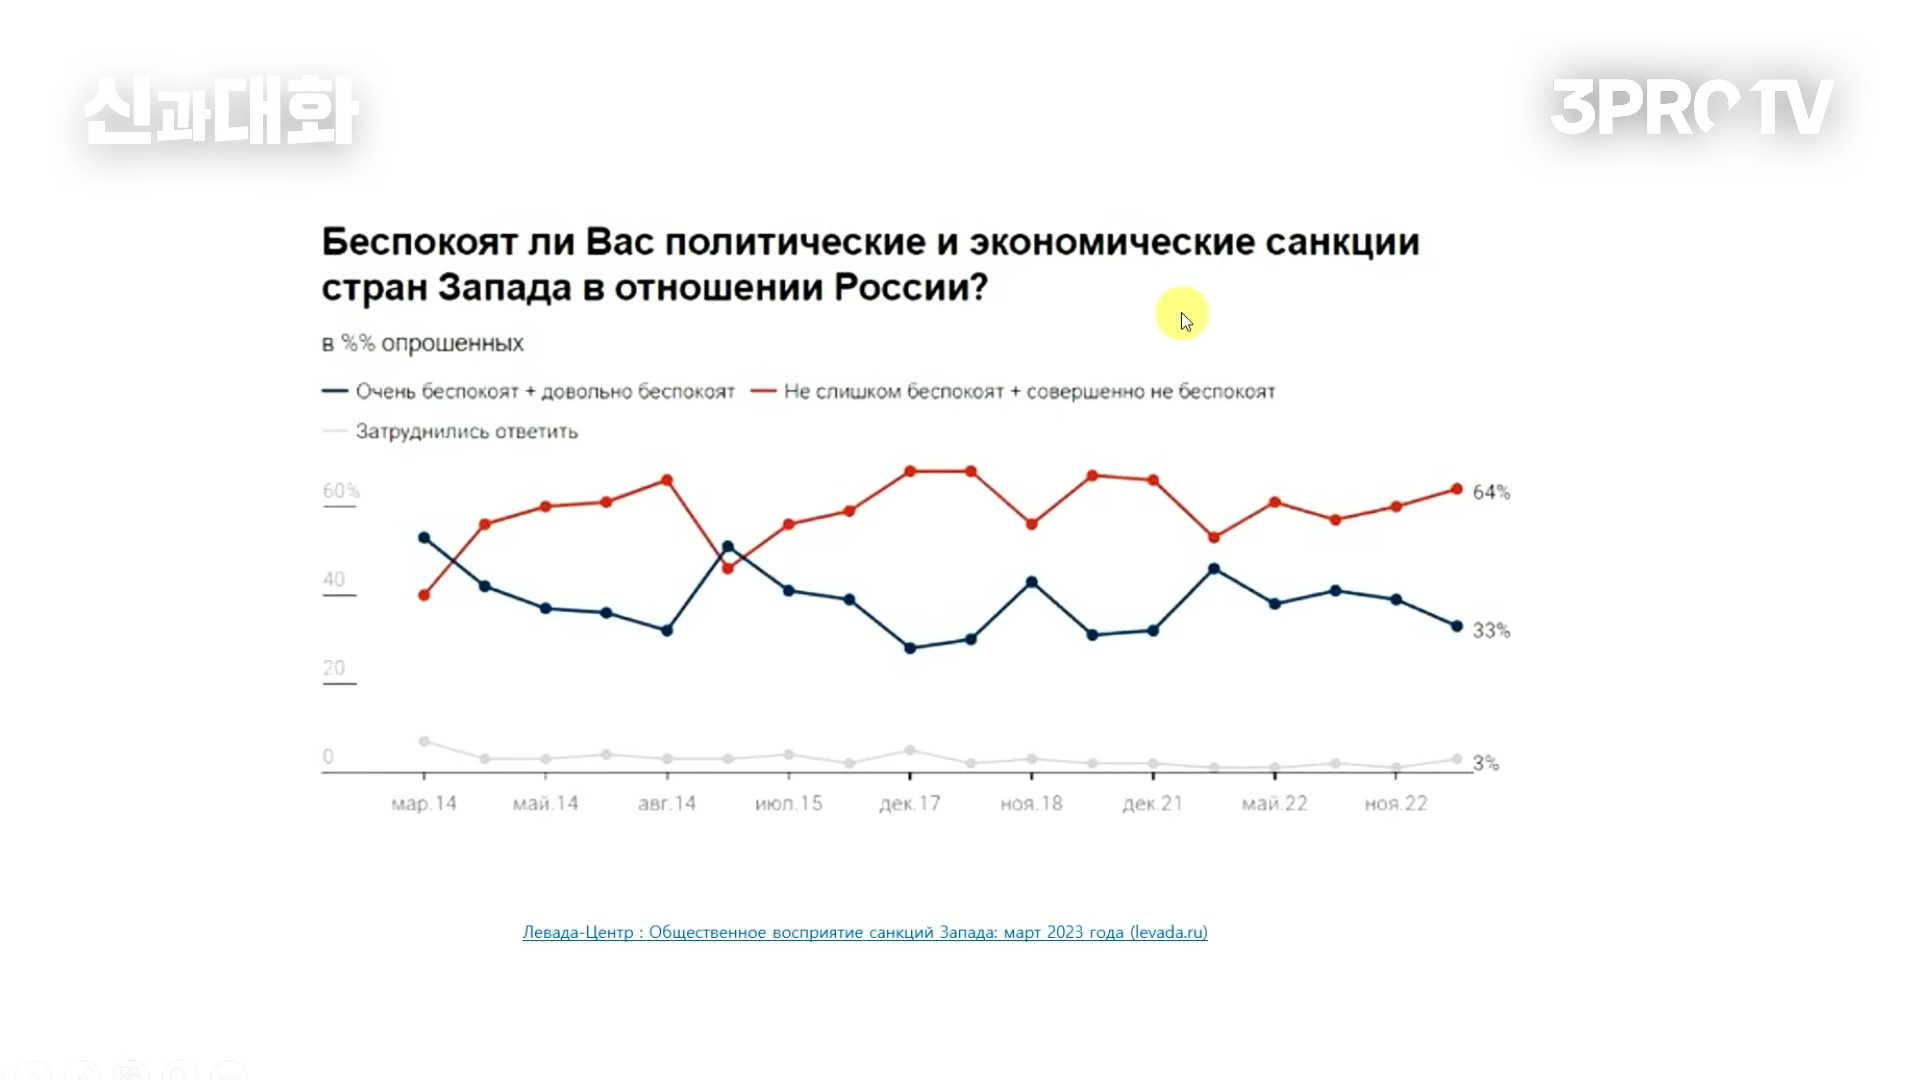 신과대화
3PRO TV
Беспокоят ли Вас политические и экономические санкции
стран Запада в отношении России?
в %% опрошенных
Очень беспокоят + довольно беспокоят Не слишком беспокоят + совершенно не беспокоят
Затруднились ответить
60%
64%
40
33%
20
0
3%
мар.14 май.14 авг.14 июл.15 дек.17 ноя.18 дек.21 май.22 ноя.22
Левада-Центр : Общественное восприятие санкций Запада: март 2023 года (levada.ru)